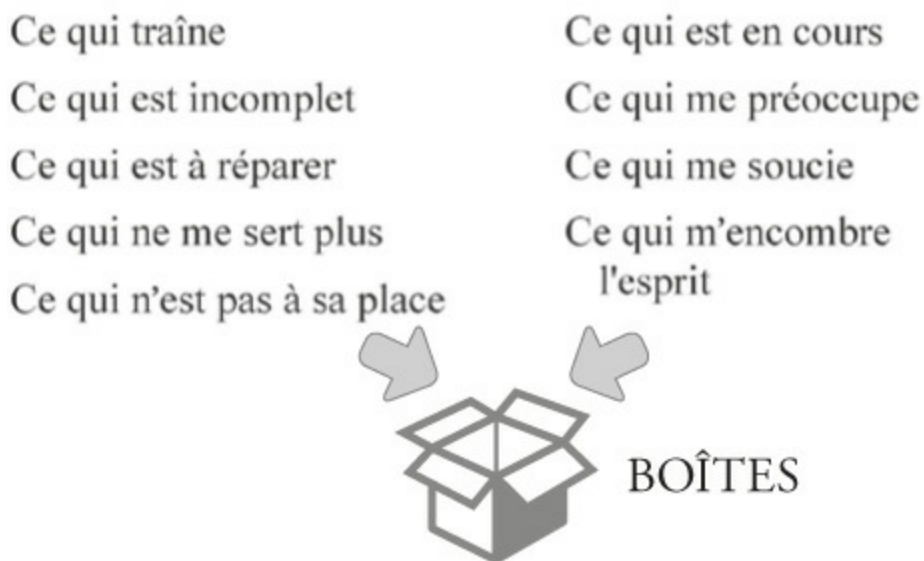 Ce qui traîne
Ce qui est incomplet
Ce qui est à réparer
Ce qui ne me sert plus
Ce qui n’est pas à sa place
Ce qui est en cours
Ce qui me préoccupe
Ce qui me soucie
Ce qui m’encombre
l'esprit
BOÎTES